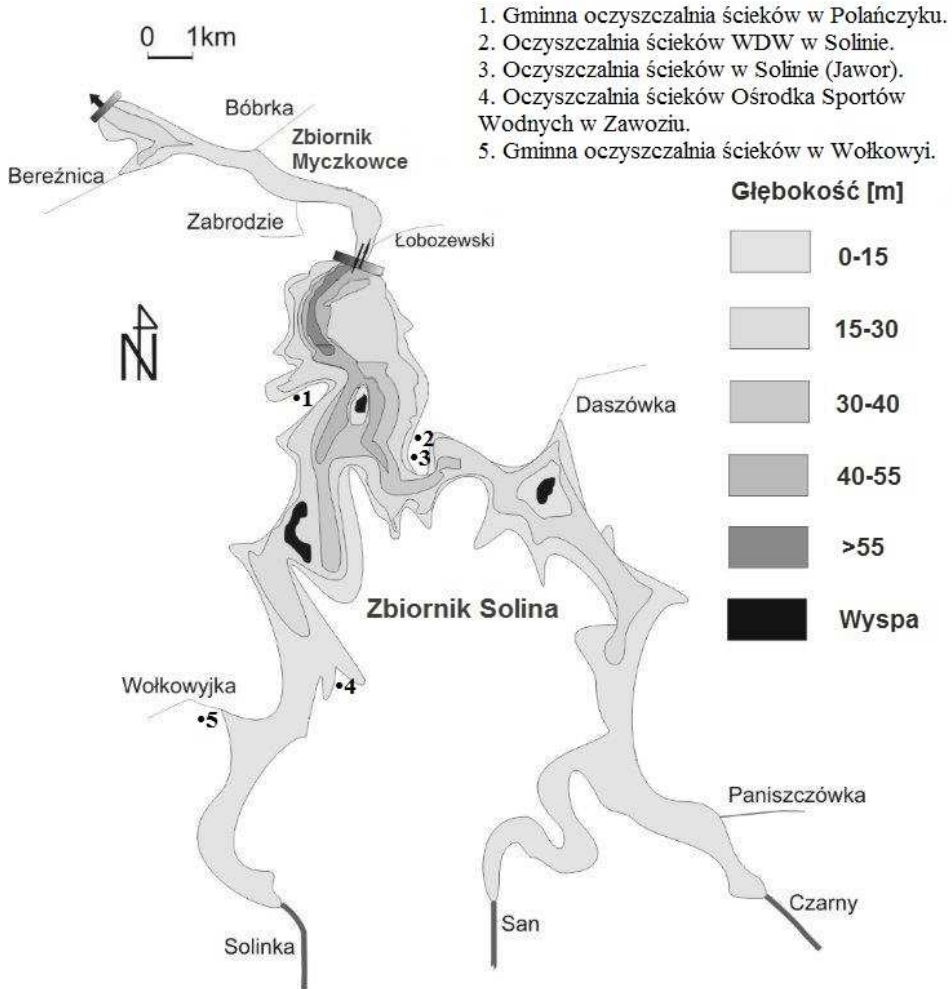 1. Gminna oczyszczalnia ścieków w Polańczyku.
2. Oczyszczalnia ścieków WDW w Solinie.
3. Oczyszczalnia ścieków w Solinie (Jawor).
4. Oczyszczalnia ścieków Ośrodka Sportów
Wodnych w Zawoziu.
5. Gminna oczyszczalnia ścieków w Wołkowyi.
0 1km
Bóbrka
Zbiornik
Myczkowce
Bereźnica
Zabrodzie
Łobozewski
N
Głębokość [m]
0-15
15-30
30-40
40-55
>55
Wyspa
•1
•2
•3
Daszówka
Zbiornik Solina
•4
Wołkowyjka
•5
Paniszczówka
Czarny
San
Solinka